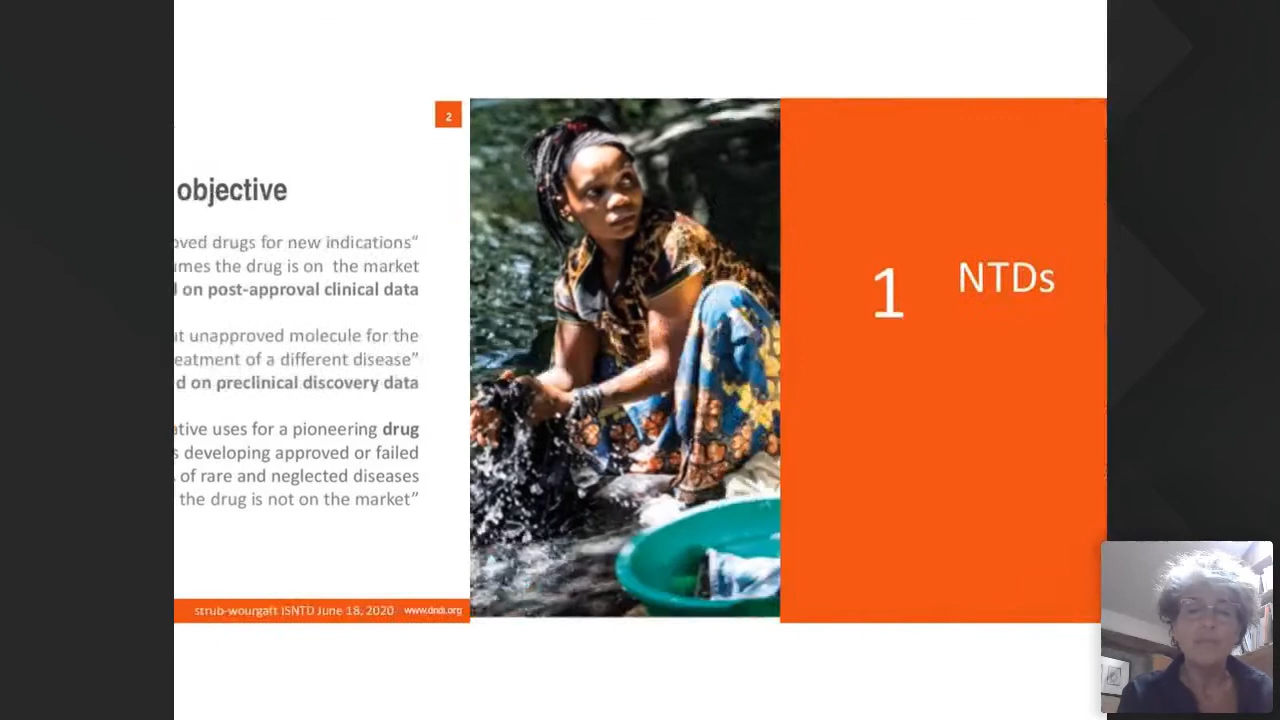 2
objective
oved drugs for new indications“
umes the drug is on the market
on post-approval clinical data
unapproved molecule for the
eatment of a different disease”
d on preclinical discovery data
ative uses for a pioneering drug
s developing approved or failed
of rare and neglected diseases
the drug is not on the market”
strub-wourgaft ISNTD June 18, 2020 www.dndi.org
1
NTDs